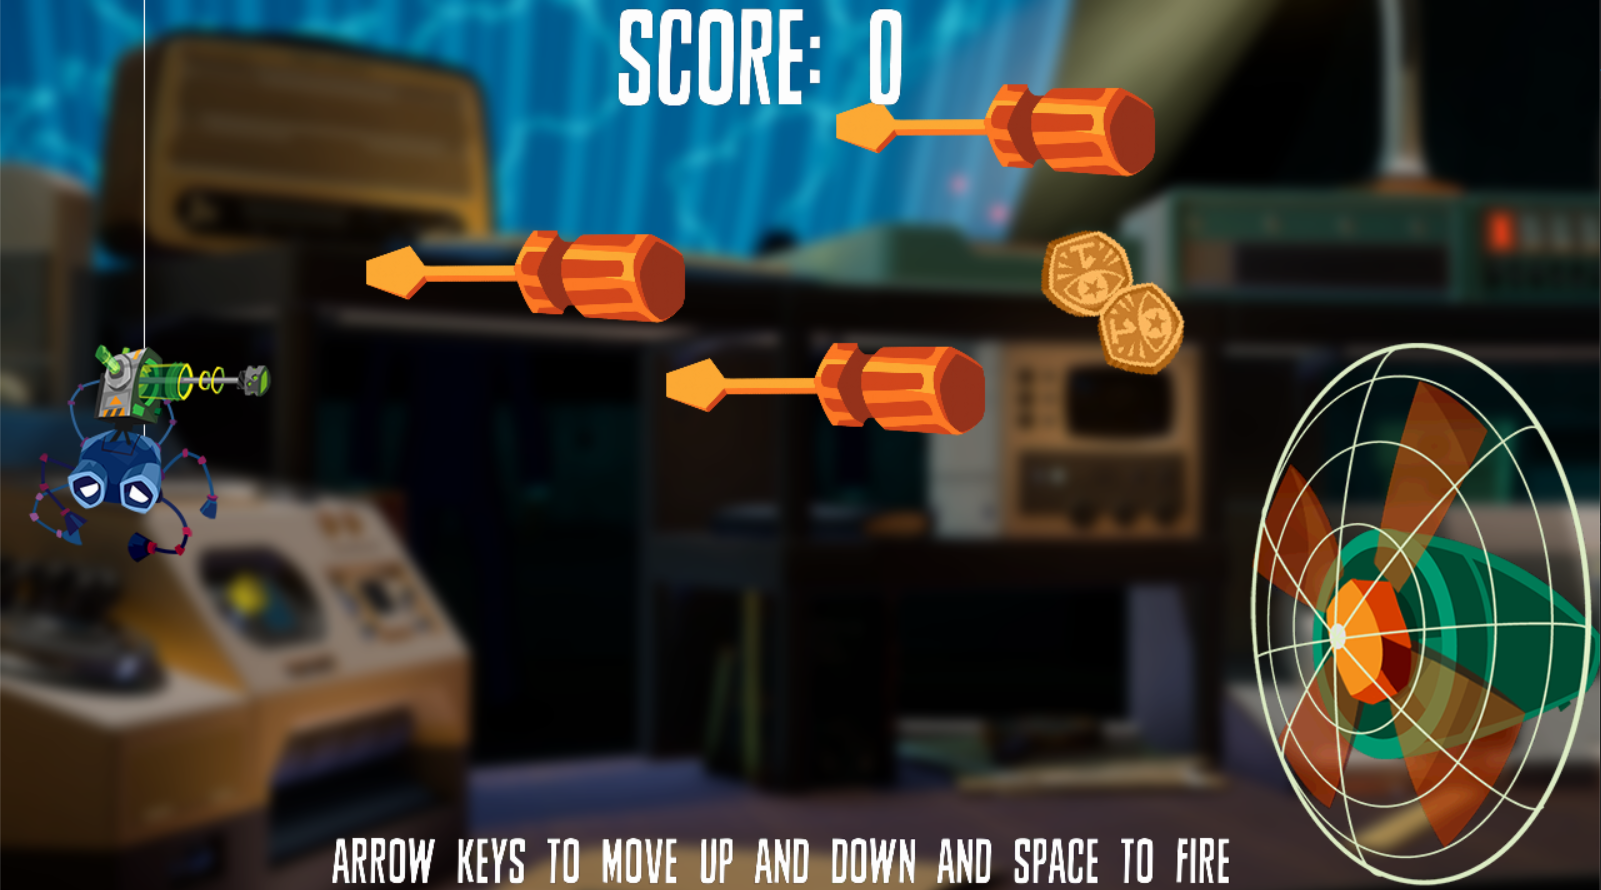 SCORE: 0
ARROW KEYS TO MOVE UP AND DOWN AND SPACE TO FIRE